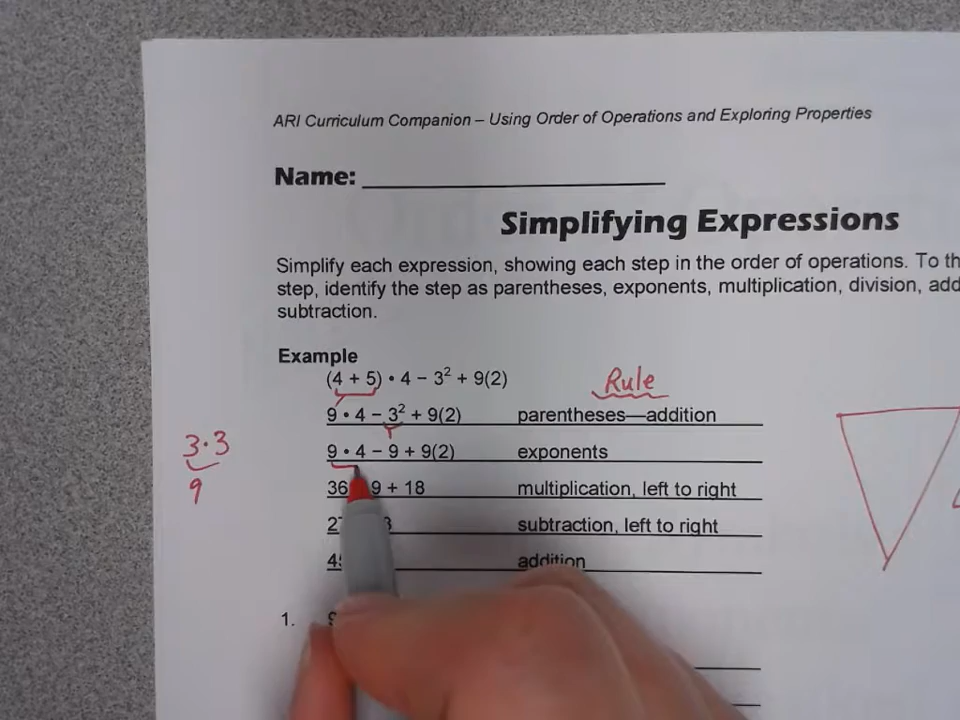 ARI Curriculum Companion – Using Order of Operations and Exploring Properties
Name:
Simplifying Expressions
Simplify each expression, showing each step in the order of operations. To th
step, identify the step as parentheses, exponents, multiplication, division, add
subtraction.
Example
(4 + 5) • 4 – 3² + 9(2) Rule
9 • 4 – 3² + 9(2) parentheses—addition
9 • 4 – 9 + 9(2) exponents
3·3
9
36 9 + 18 multiplication, left to right
subtraction, left to right
addition
1.